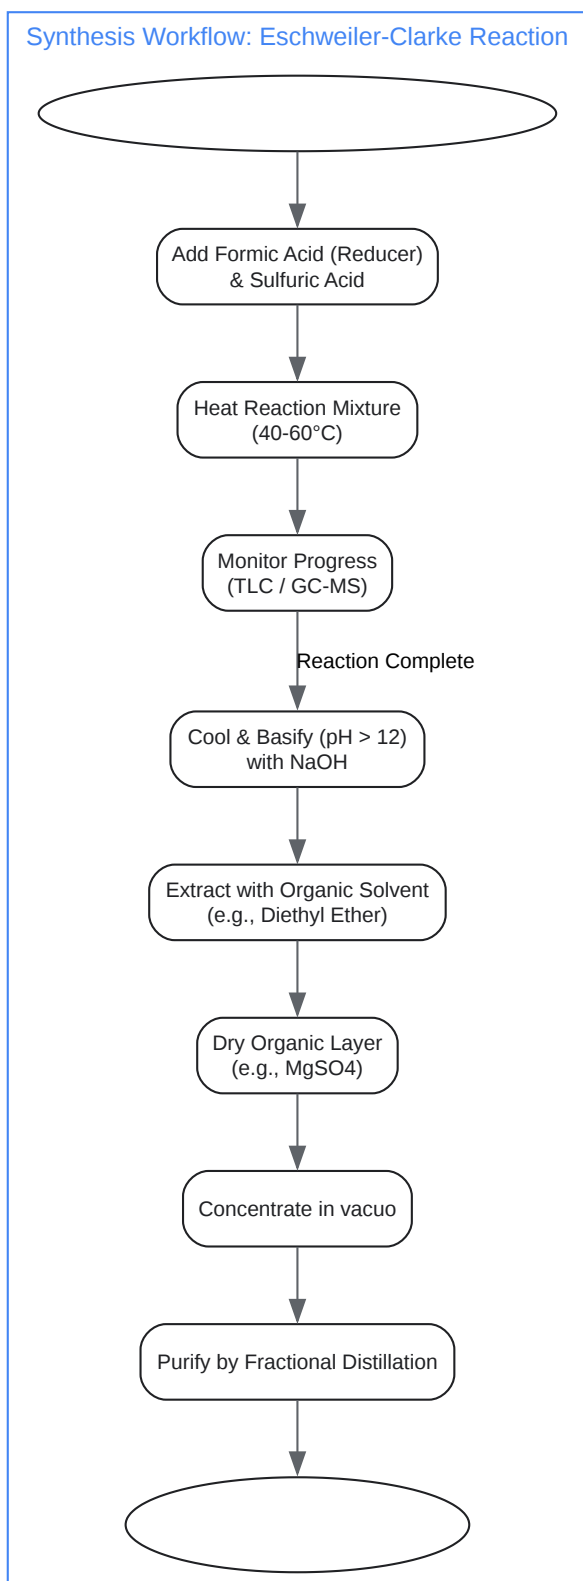 Synthesis Workflow: Eschweiler-Clarke Reaction
Add Formic Acid (Reducer)
& Sulfuric Acid
Heat Reaction Mixture
(40-60°C)
Monitor Progress
(TLC / GC-MS)
Reaction Complete
Cool & Basify (pH > 12)
with NaOH
Extract with Organic Solvent
(e.g., Diethyl Ether)
Dry Organic Layer
(e.g., MgSO4)
Concentrate in vacuo
Purify by Fractional Distillation